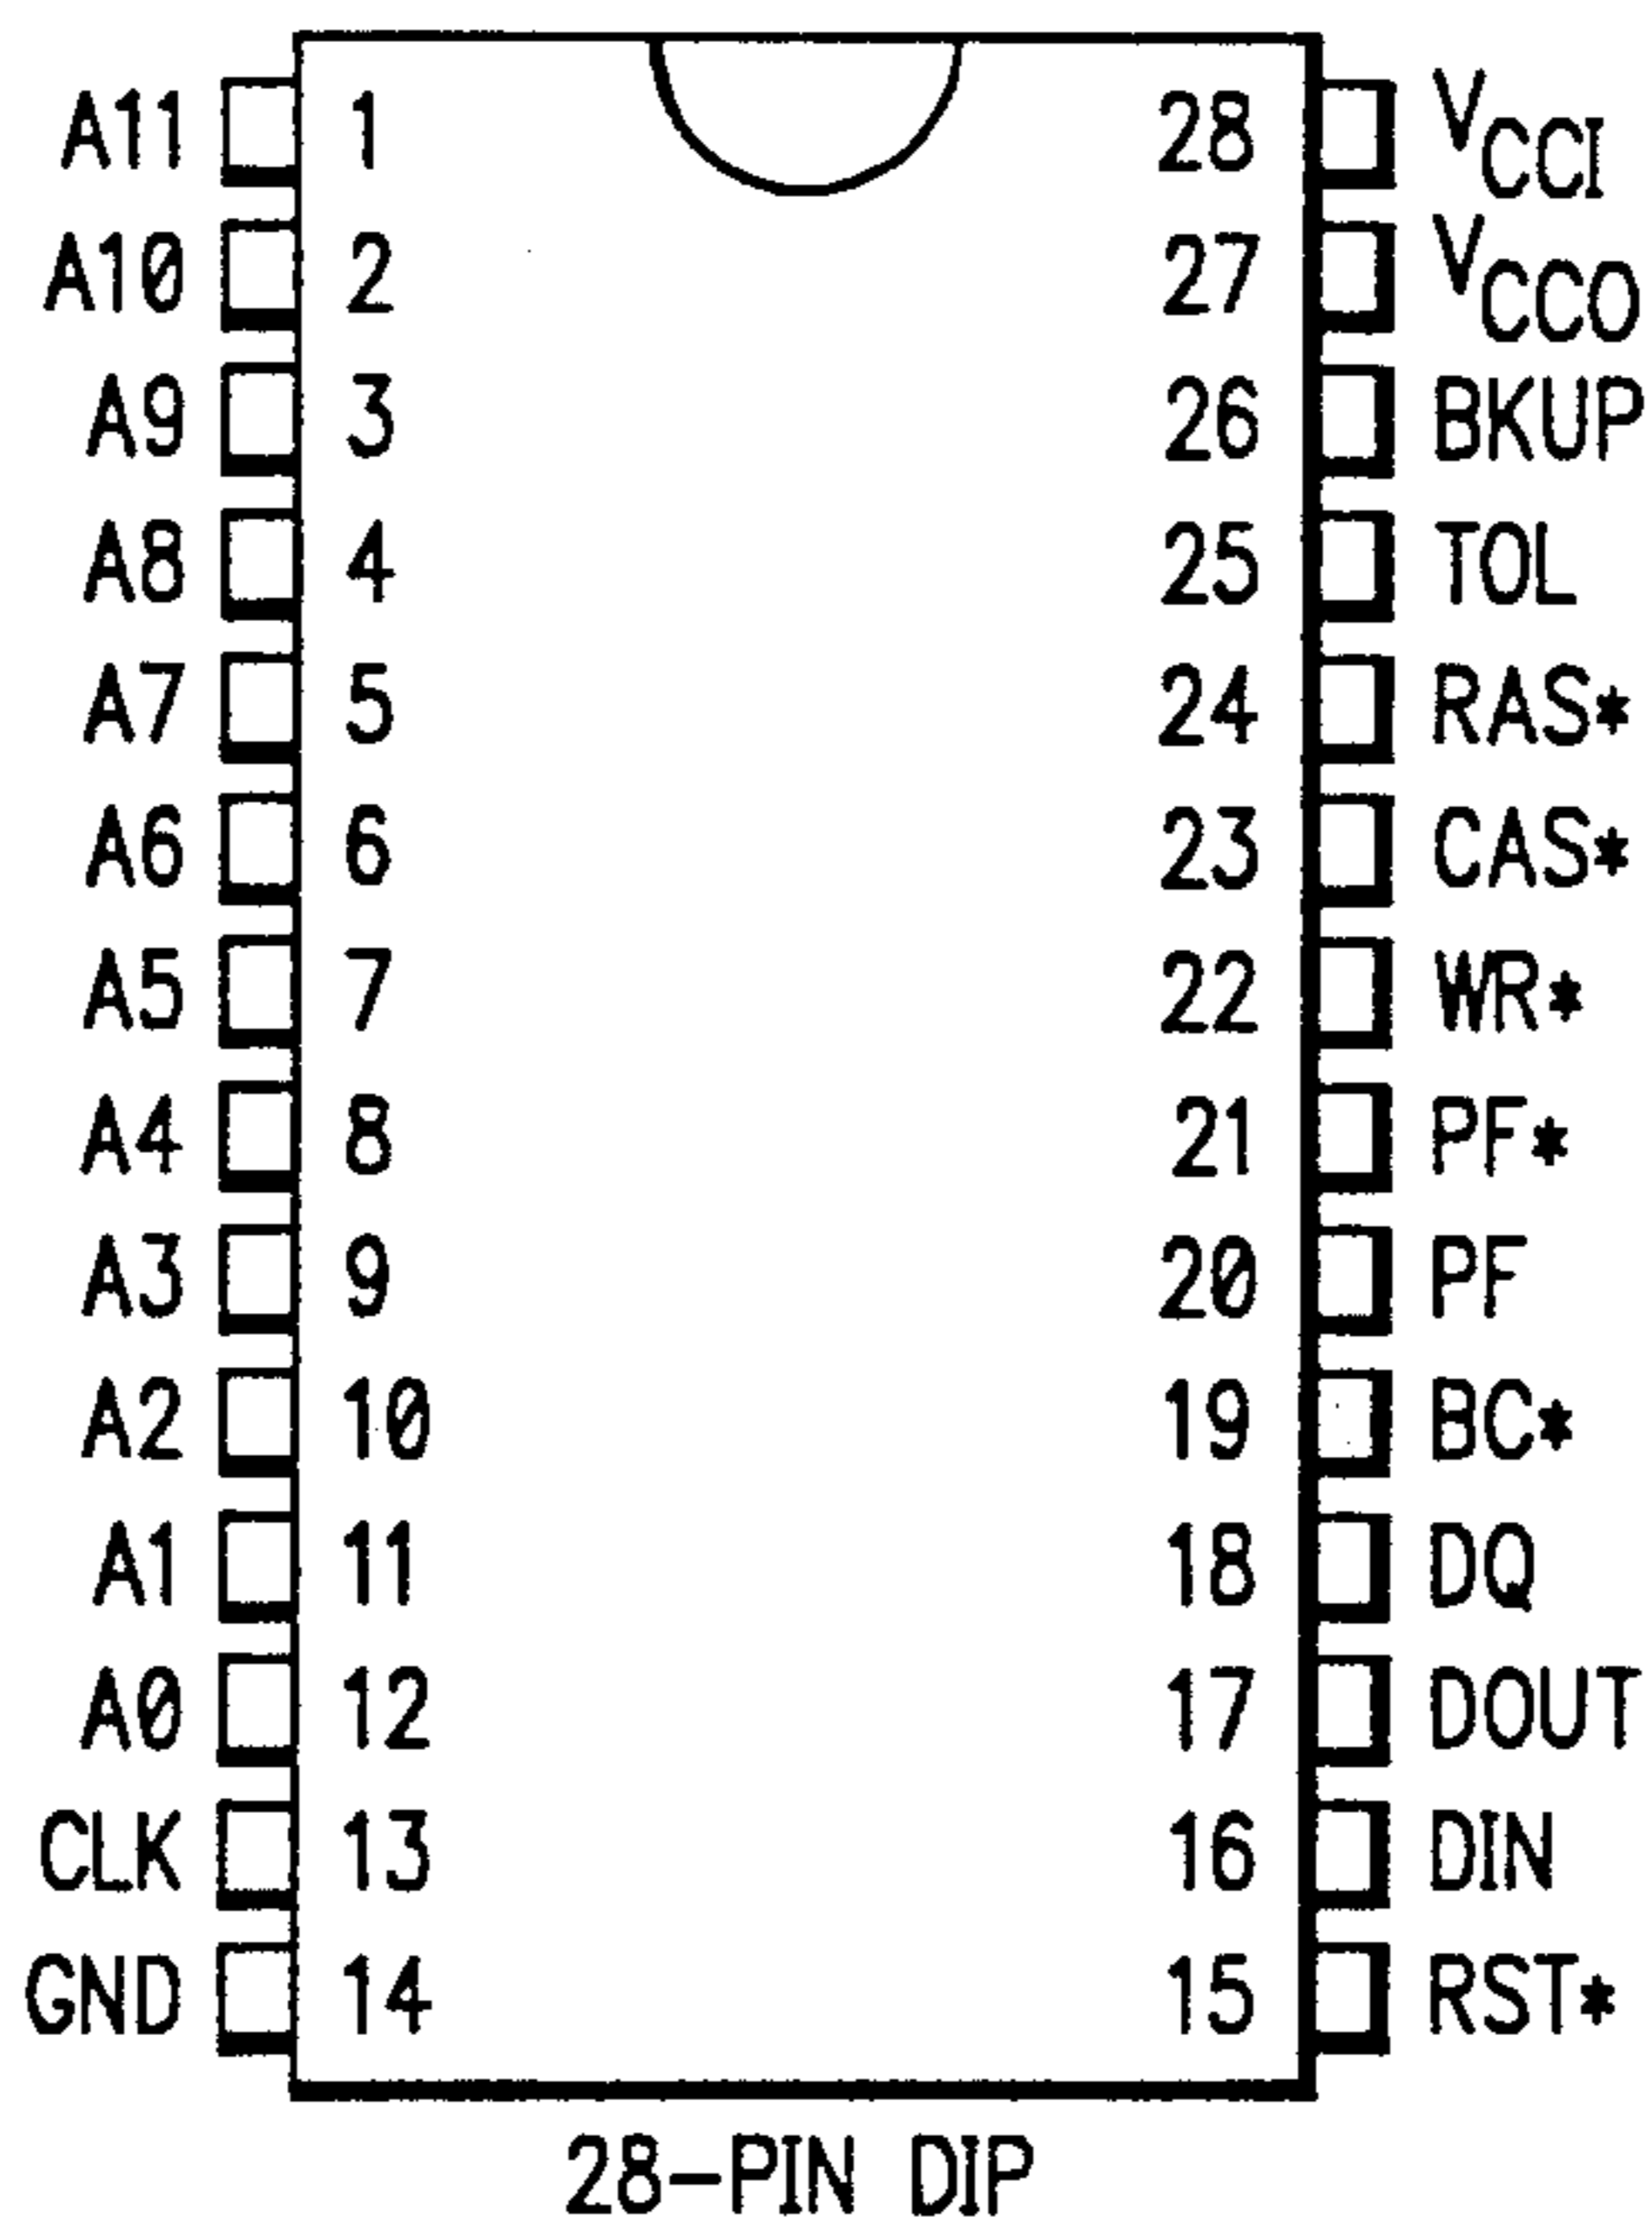 A11 1 28 VCCI
A10 2 27 VCCO
A9 3 26 BKUP
A8 4 25 TOL
A7 5 24 RAS*
A6 6 23 CAS*
A5 7 22 WR*
A4 8 21 PF*
A3 9 20 PF
A2 10 19 BC*
A1 11 18 DQ
A0 12 17 DOUT
CLK 13 16 DIN
GND 14 15 RST*
28-PIN DIP